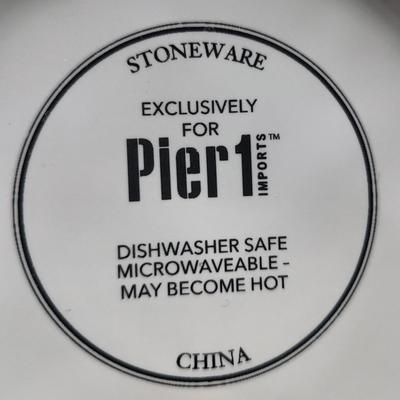 STONEWARE
EXCLUSIVELY
FOR
Pier1 IMPORTS™
DISHWASHER SAFE
MICROWAVEABLE -
MAY BECOME HOT
CHINA